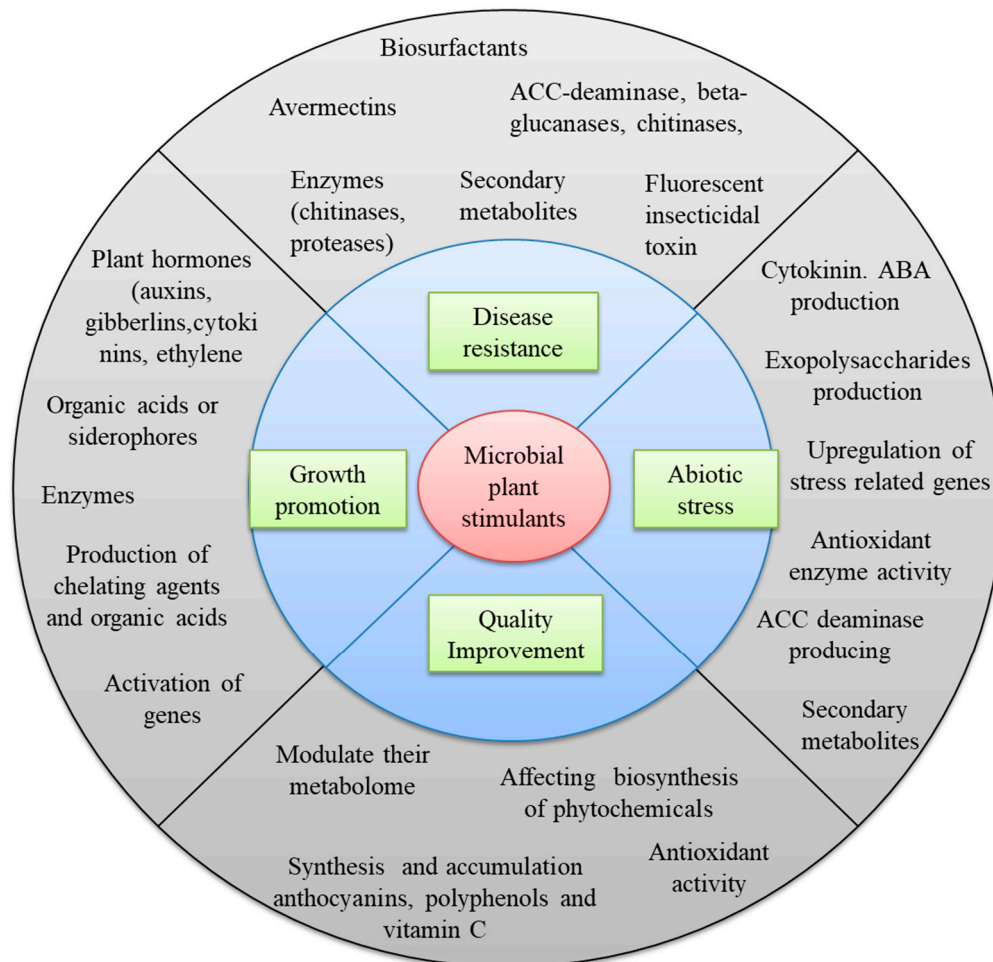 Biosurfactants
Avermectins
ACC-deaminase, beta-
glucanases, chitinases,
Enzymes
(chitinases,
proteases)
Secondary
metabolites
Fluorescent
insecticidal
toxin
Plant hormones
(auxins,
gibberlins,cytoki
nins, ethylene
Organic acids or
siderophores
Enzymes
Production of
chelating agents
and organic acids
Activation of
genes
Disease
resistance
Growth
promotion
Microbial
plant
stimulants
Abiotic
stress
Quality
Improvement
Cytokinin. ABA
production
Exopolysaccharides
production
Upregulation of
stress related genes
Antioxidant
enzyme activity
ACC deaminase
producing
Secondary
metabolites
Modulate their
metabolome
Affecting biosynthesis
of phytochemicals
Synthesis and accumulation
anthocyanins, polyphenols and
vitamin C
Antioxidant
activity